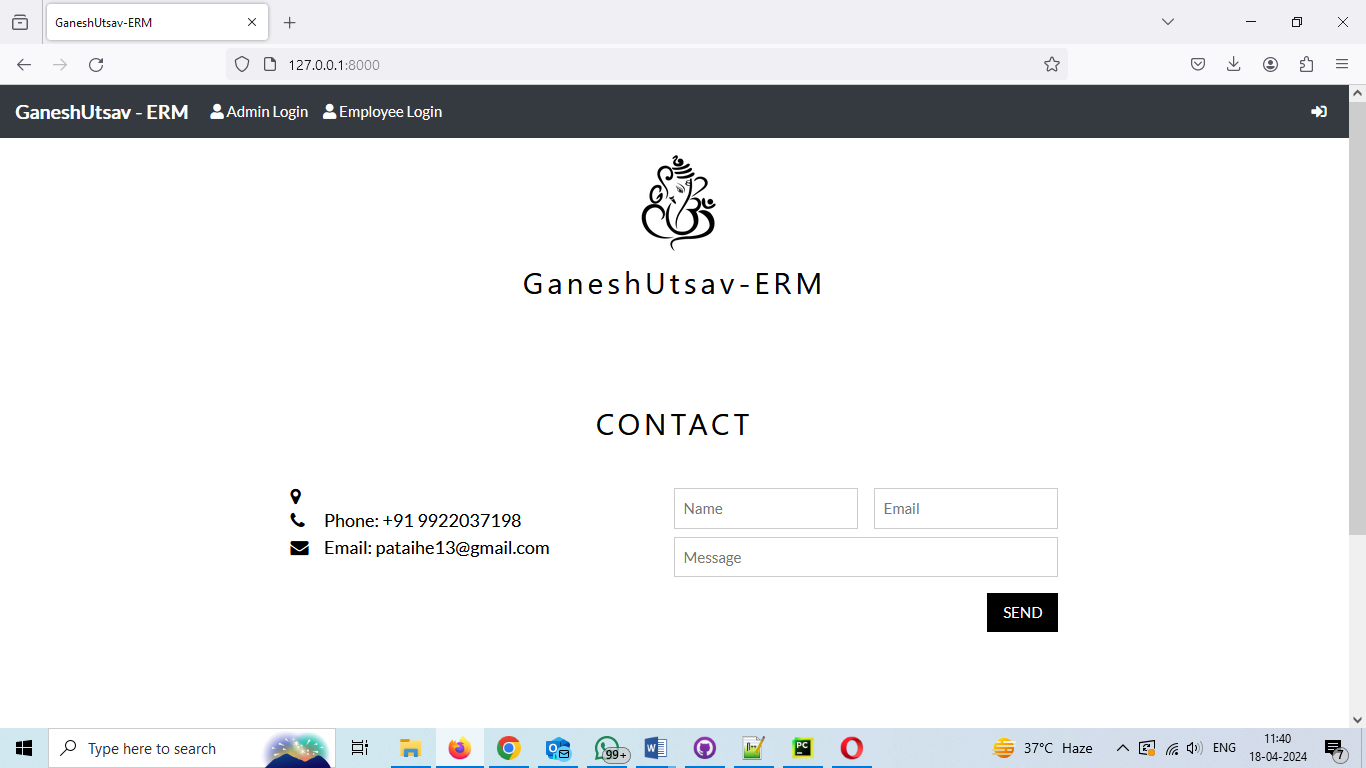 GaneshUtsav-ERM
127.0.0.1:8000
GaneshUtsav - ERM Admin Login Employee Login
GaneshUtsav-ERM
CONTACT
Name Email
Phone: +91 9922037198
Email: pataihe13@gmail.com
Message
SEND
Type here to search
99+
37°C Haze
ENG
11:40
18-04-2024
7